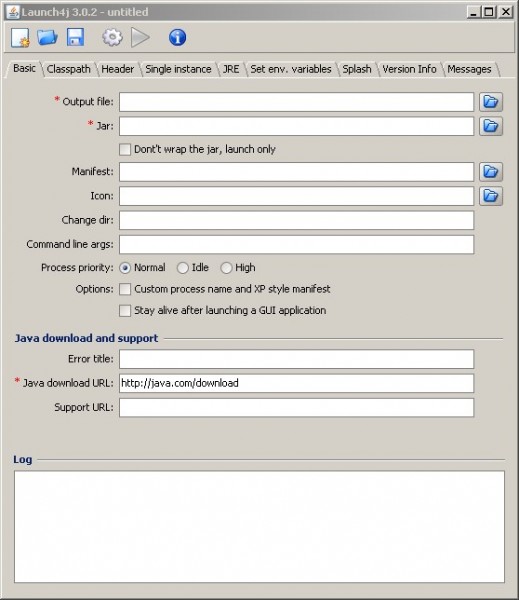 Launch4j 3.0.2 - untitled
Basic Classpath Header Single instance JRE Set env. variables Splash Version Info Messages
* Output file:
* Jar:
Don't wrap the jar, launch only
Manifest:
Icon:
Change dir:
Command line args:
Process priority: Normal Idle High
Options: Custom process name and XP style manifest
Stay alive after launching a GUI application
Java download and support
Error title:
* Java download URL: http://java.com/download
Support URL:
Log